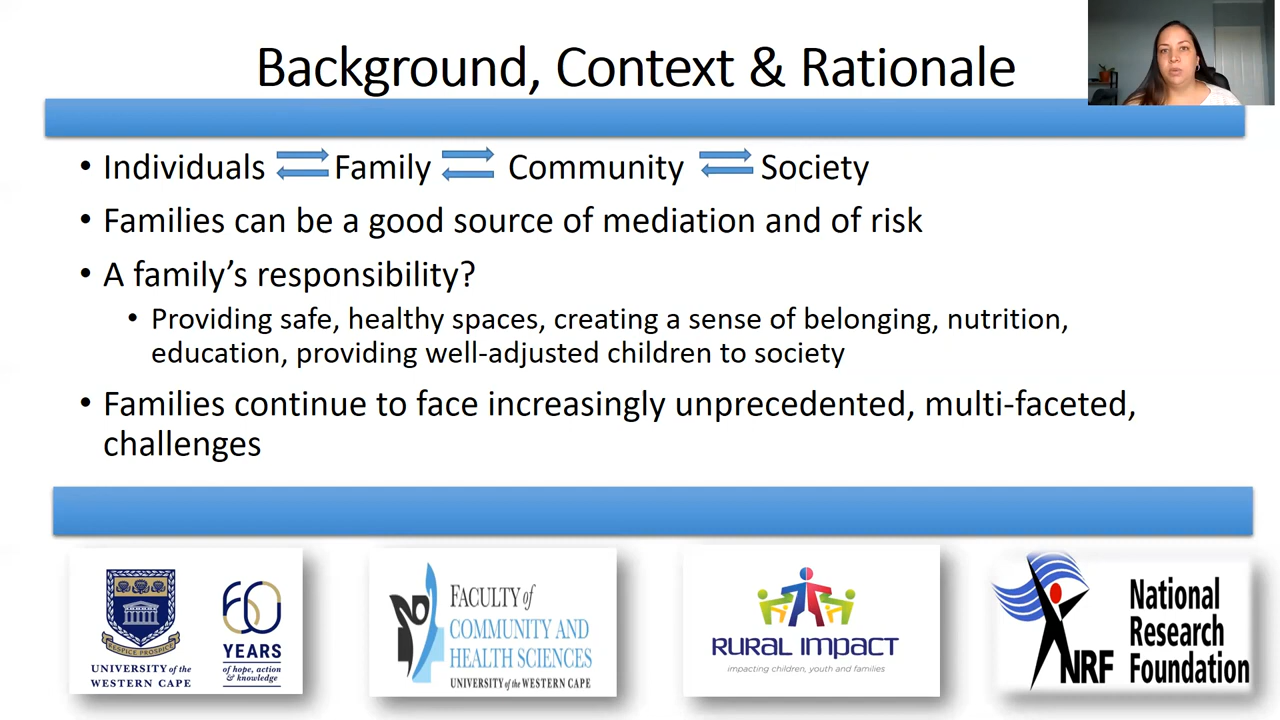 Background, Context & Rationale
• Individuals Family Community Society
• Families can be a good source of mediation and of risk
• A family’s responsibility?
• Providing safe, healthy spaces, creating a sense of belonging, nutrition,
education, providing well-adjusted children to society
• Families continue to face increasingly unprecedented, multi-faceted,
challenges
RESPICE PROSPICE
UNIVERSITY of the
WESTERN CAPE
60
YEARS
of hope, action
& knowledge
FACULTY of
COMMUNITY AND
HEALTH SCIENCES
UNIVERSITY of the WESTERN CAPE
RURAL IMPACT
impacting children, youth and families
NRF
National
Research
Foundation